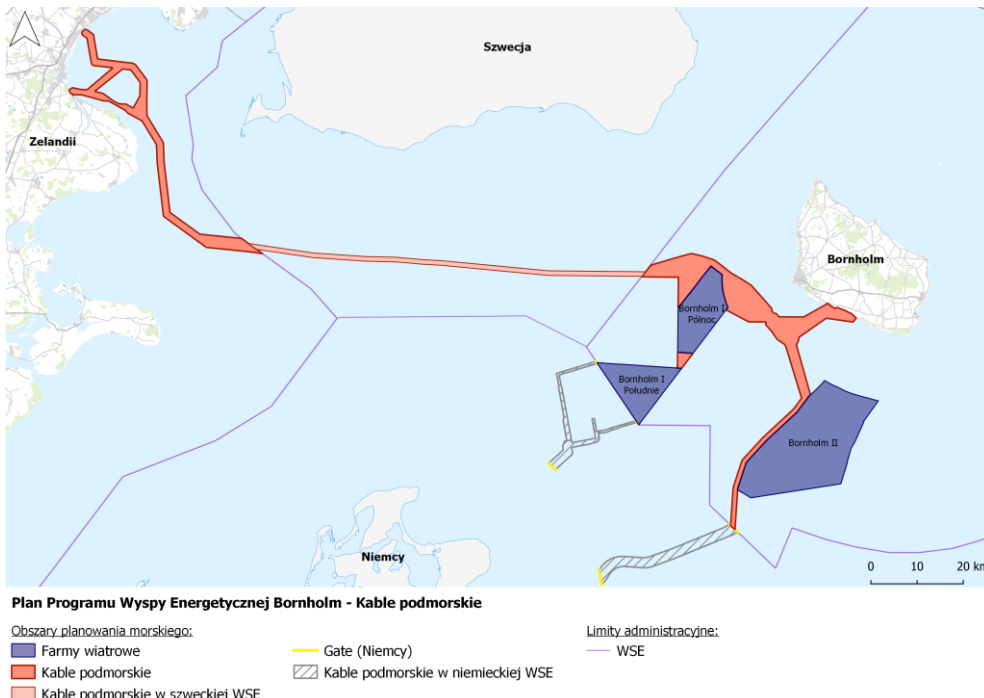 Szwecja
Zelandii
Bornholm
Bornholm I
Północ
Bornholm I
Południe
Bornholm II
Niemcy
0 10 20 km
Plan Programu Wyspy Energetycznej Bornholm - Kable podmorskie
Obszary planowania morskiego:
Farmy wiatrowe
Kable podmorskie
Kable podmorskie w szweckiej WSE
Gate (Niemcy)
Kable podmorskie w niemieckiej WSE
Limity administracyjne:
WSE